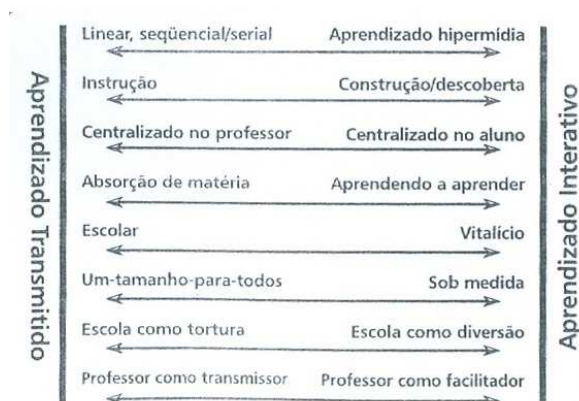 Aprendizado Transmitido
Linear, seqüencial/serial Aprendizado hipermídia
Instrução Construção/descoberta
Centralizado no professor Centralizado no aluno
Absorção de matéria Aprendendo a aprender
Escolar Vitalício
Um-tamanho-para-todos Sob medida
Escola como tortura Escola como diversão
Professor como transmissor Professor como facilitador
Aprendizado Interativo